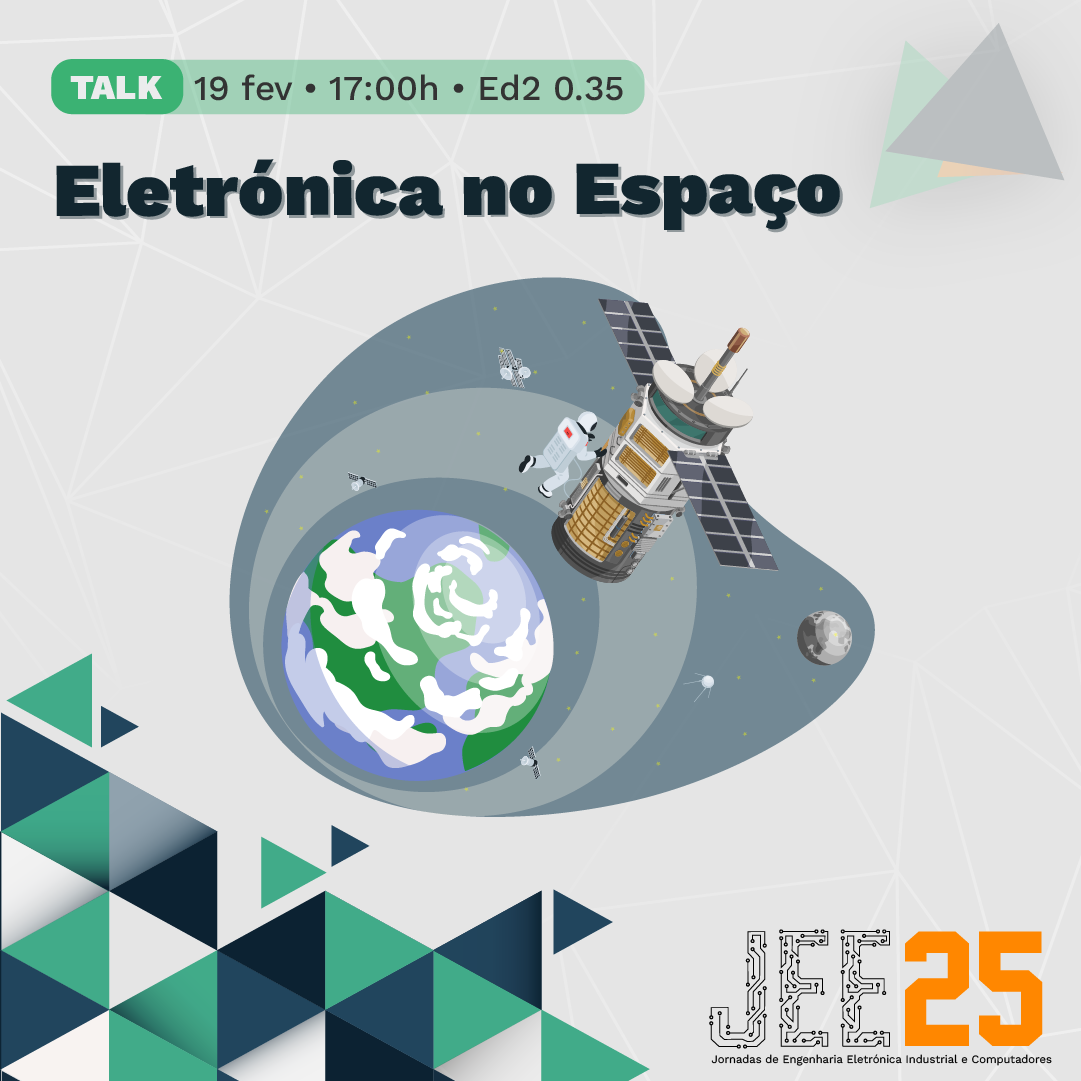 TALK 19 fev • 17:00h • Ed2 0.35
Eletrónica no Espaço
JEE25
Jornadas de Engenharia Eletrónica Industrial e Computadores